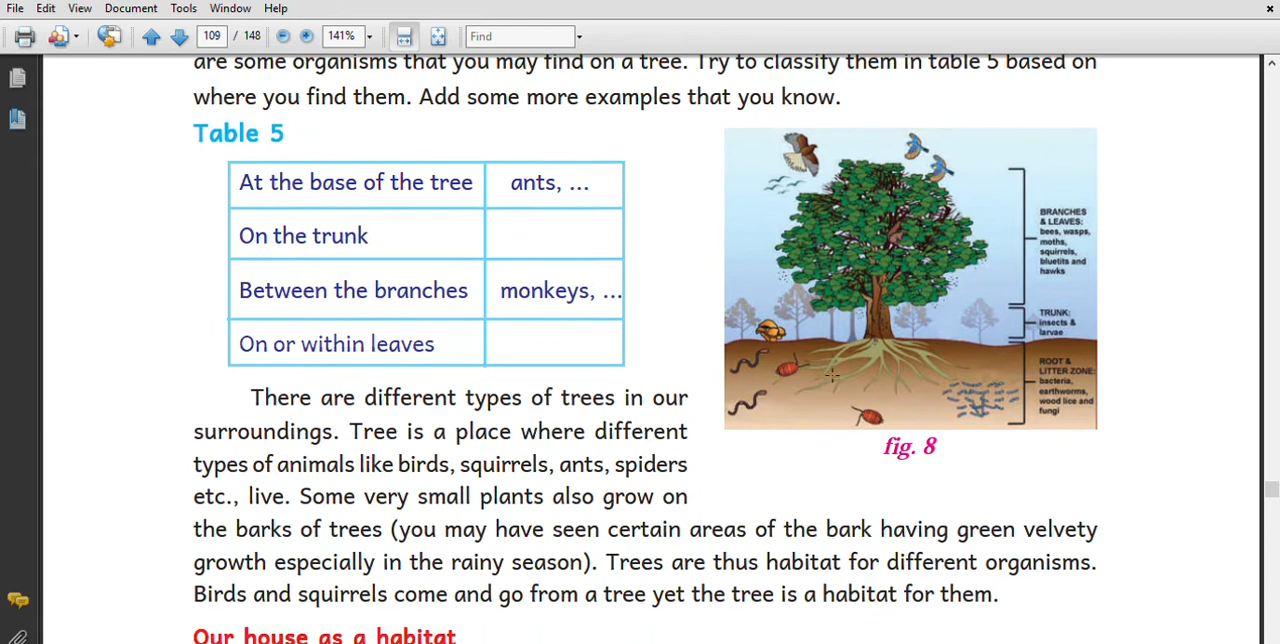 File Edit View Document Tools Window Help
109 / 148 141% Find
are some organisms that you may find on a tree. Try to classify them in table 5 based on
where you find them. Add some more examples that you know.
Table 5
At the base of the tree ants, ...
On the trunk
Between the branches monkeys, ...
On or within leaves
BRANCHES
& LEAVES:
bees, wasps,
moths,
squirrels,
bluetits and
hawks
TRUNK:
insects &
larvae
ROOT &
LITTER ZONE:
bacteria,
earthworms,
wood lice and
fungi
fig. 8
There are different types of trees in our
surroundings. Tree is a place where different
types of animals like birds, squirrels, ants, spiders
etc., live. Some very small plants also grow on
the barks of trees (you may have seen certain areas of the bark having green velvety
growth especially in the rainy season). Trees are thus habitat for different organisms.
Birds and squirrels come and go from a tree yet the tree is a habitat for them.
Our house as a habitat